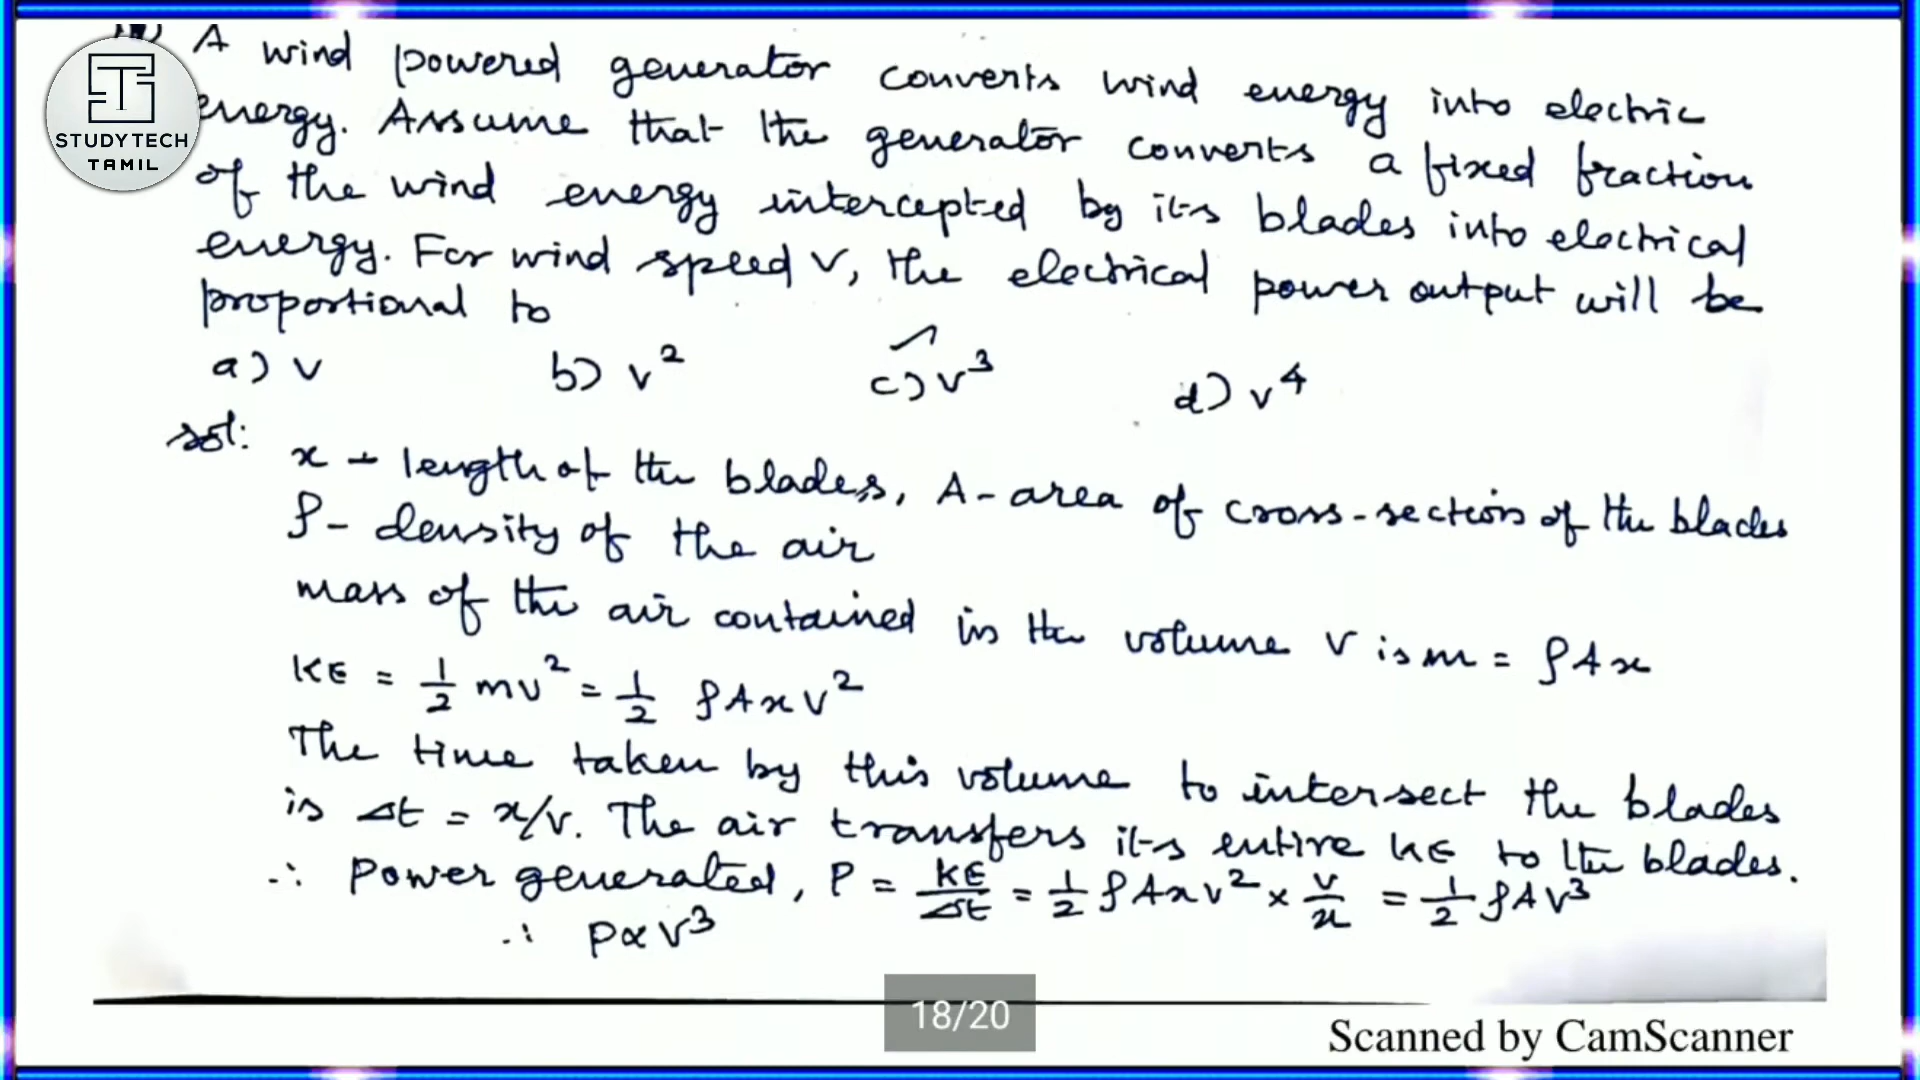 A wind powered generator converts wind energy into electric
energy. Assume that the generator converts a fixed fraction
of the wind energy intercepted by its blades into electrical
energy. For wind speed v, the electrical power output will be
proportional to
a) v b) v² c) v³ d) v⁴
sol:
x - length of the blades, A - area of cross-section of the blades
ρ - density of the air
mass of the air contained in the volume V is m = ρAx
KE = 1/2 mv² = 1/2 ρAxv²
The time taken by this volume to intersect the blades
is Δt = x/v. The air transfers its entire KE to the blades.
∴ Power generated, P = KE/Δt = 1/2 ρAxv² × v/x = 1/2 ρAv³
∴ P∝v³
STUDYTECH
TAMIL
18/20
Scanned by CamScanner